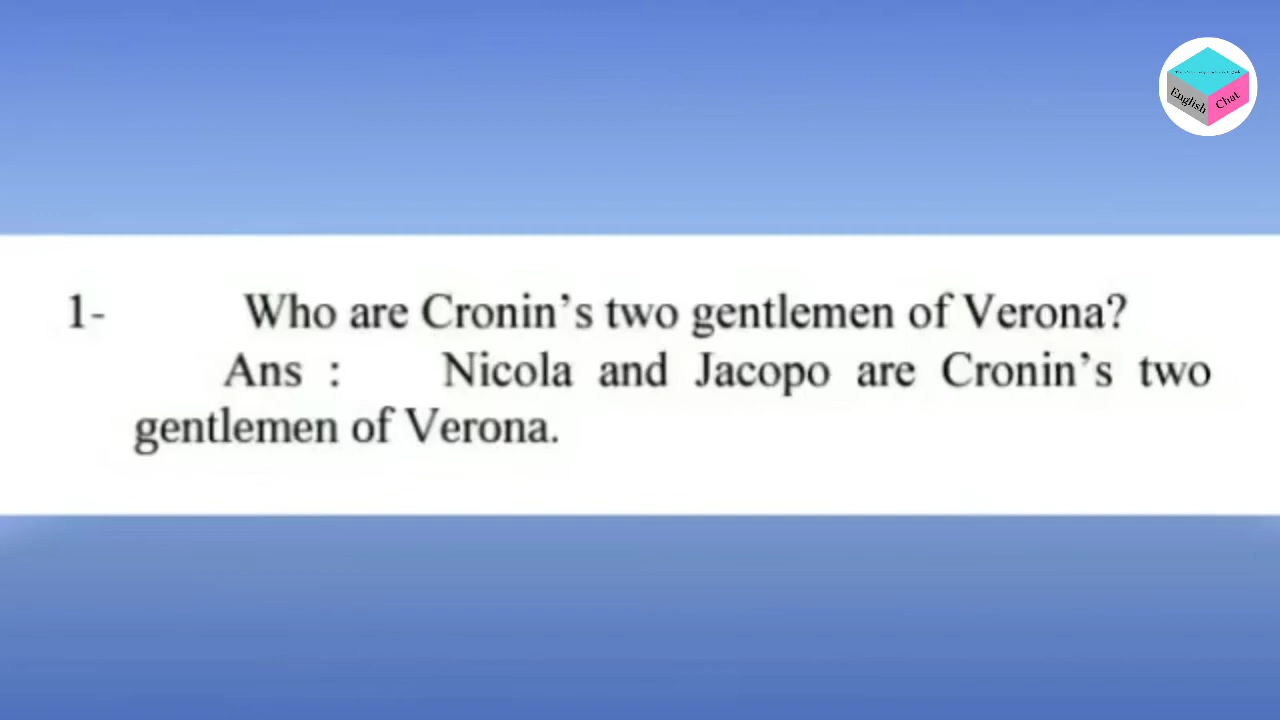 English
Chat
1- Who are Cronin's two gentlemen of Verona?
Ans : Nicola and Jacopo are Cronin's two
gentlemen of Verona.